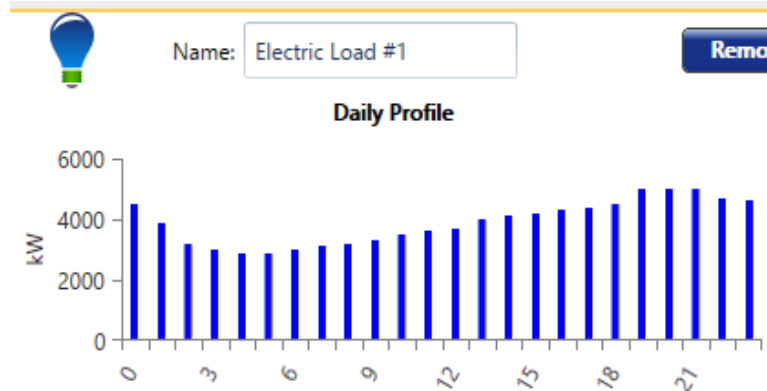 Name: Electric Load #1
Remo
Daily Profile
6000
4000
2000
0
kW
0 3 6 9 12 15 18 21